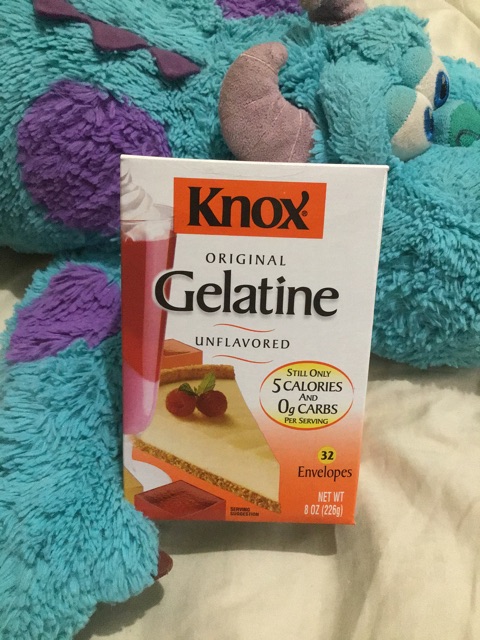 Knox®
ORIGINAL
Gelatine
UNFLAVORED
STILL ONLY
5 CALORIES
AND
0g CARBS
PER SERVING
32
Envelopes
NET WT
8 OZ (226g)
SERVING
SUGGESTION